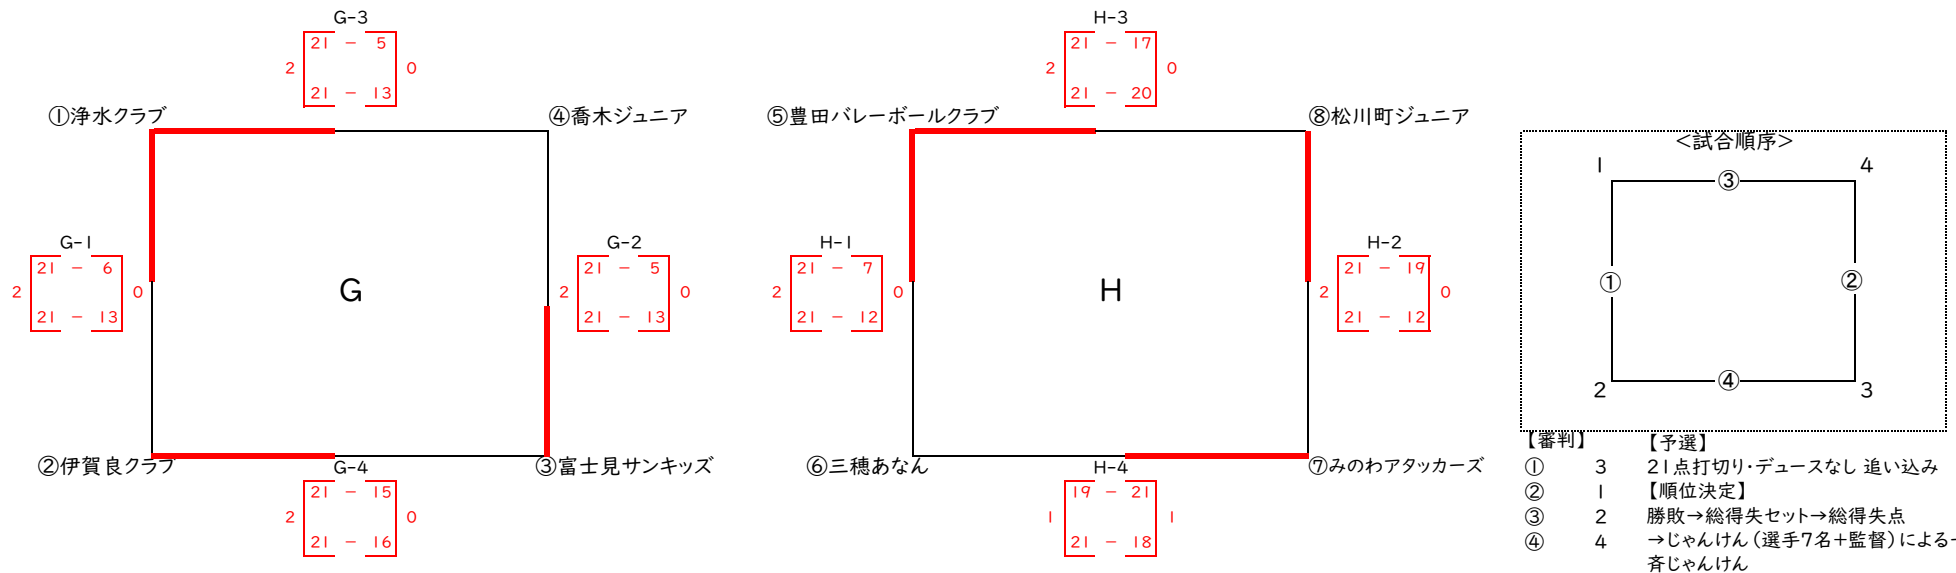 G-3
21 - 5
2 0
21 - 13
①浄水クラブ
④喬木ジュニア
G-1
21 - 6
2 0
21 - 13
G
G-2
21 - 5
2 0
21 - 13
②伊賀良クラブ
③富士見サンキッズ
G-4
21 - 15
2 0
21 - 16
H-3
21 - 17
2 0
21 - 20
⑤豊田バレーボールクラブ
⑧松川町ジュニア
H-1
21 - 7
2 0
21 - 12
H
H-2
21 - 19
2 0
21 - 12
⑥三穂あなん
⑦みのわアタッカーズ
H-4
19 - 21
1 1
21 - 18
<試合順序>
1 4
③
① ②
④
2 3
【審判】 【予選】
① 3 21点打切り・デュースなし 追い込み
② 1 【順位決定】
③ 2 勝敗→総得失セット→総得失点
④ 4 →じゃんけん(選手7名+監督)による一
斉じゃんけん